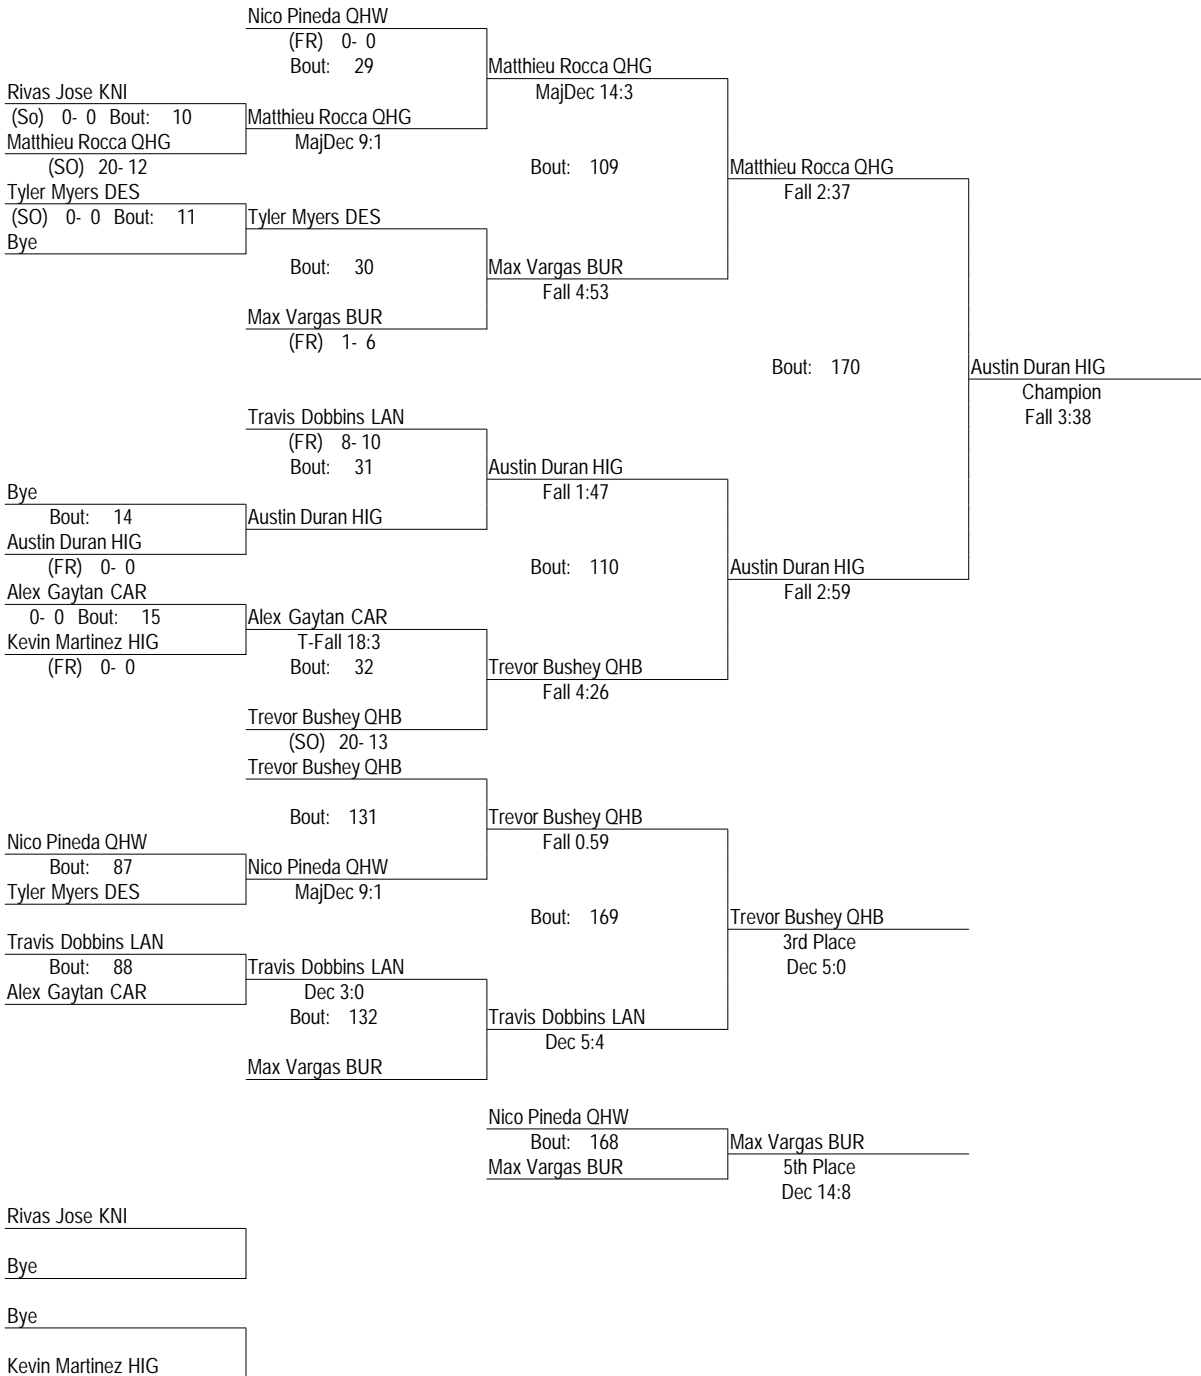 Nico Pineda QHW
(FR) 0- 0
Bout: 29
Matthieu Rocca QHG
MajDec 14:3
Rivas Jose KNI
(So) 0- 0 Bout: 10
Matthieu Rocca QHG
MajDec 9:1
Matthieu Rocca QHG
(SO) 20- 12
Bout: 109
Matthieu Rocca QHG
Fall 2:37
Tyler Myers DES
(SO) 0- 0 Bout: 11
Tyler Myers DES
Bye
Bout: 30
Max Vargas BUR
Fall 4:53
Max Vargas BUR
(FR) 1- 6
Bout: 170
Austin Duran HIG
Champion
Fall 3:38
Travis Dobbins LAN
(FR) 8- 10
Bout: 31
Austin Duran HIG
Fall 1:47
Bye
Bout: 14
Austin Duran HIG
Austin Duran HIG
(FR) 0- 0
Bout: 110
Austin Duran HIG
Fall 2:59
Alex Gaytan CAR
0- 0 Bout: 15
Alex Gaytan CAR
T-Fall 18:3
Kevin Martinez HIG
(FR) 0- 0
Bout: 32
Trevor Bushey QHB
Fall 4:26
Trevor Bushey QHB
(SO) 20- 13
Trevor Bushey QHB
Bout: 131
Trevor Bushey QHB
Fall 0.59
Nico Pineda QHW
Bout: 87
Nico Pineda QHW
MajDec 9:1
Tyler Myers DES
Bout: 169
Trevor Bushey QHB
3rd Place
Dec 5:0
Travis Dobbins LAN
Bout: 88
Travis Dobbins LAN
Dec 3:0
Alex Gaytan CAR
Bout: 132
Travis Dobbins LAN
Dec 5:4
Max Vargas BUR
Nico Pineda QHW
Bout: 168
Max Vargas BUR
Max Vargas BUR
5th Place
Dec 14:8
Rivas Jose KNI
Bye
Bye
Kevin Martinez HIG